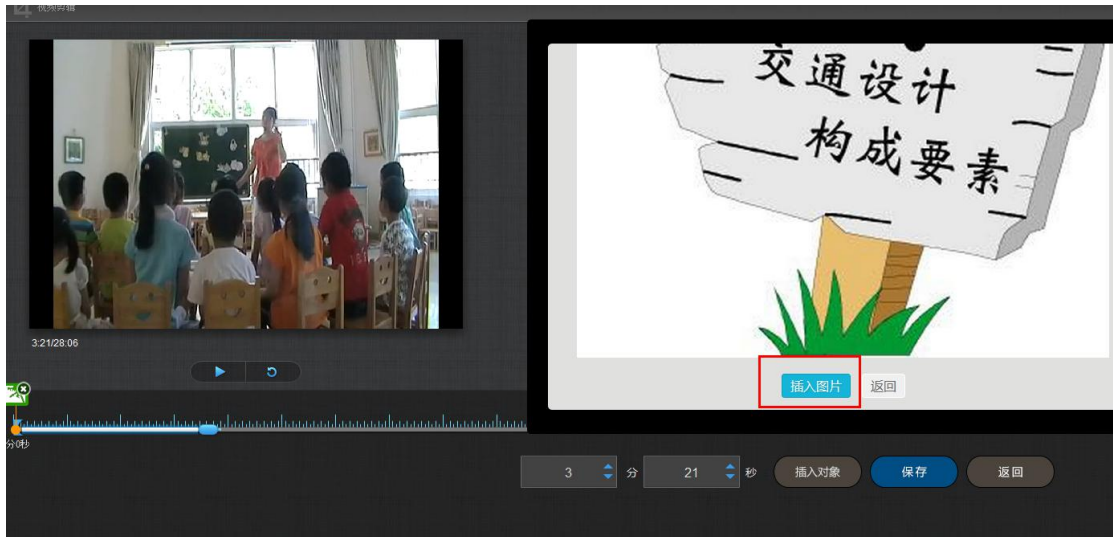 视频剪辑
3:21/28:06
分0秒
交通设计
构成要素
插入图片
返回
3
分
21
秒
插入对象
保存
返回